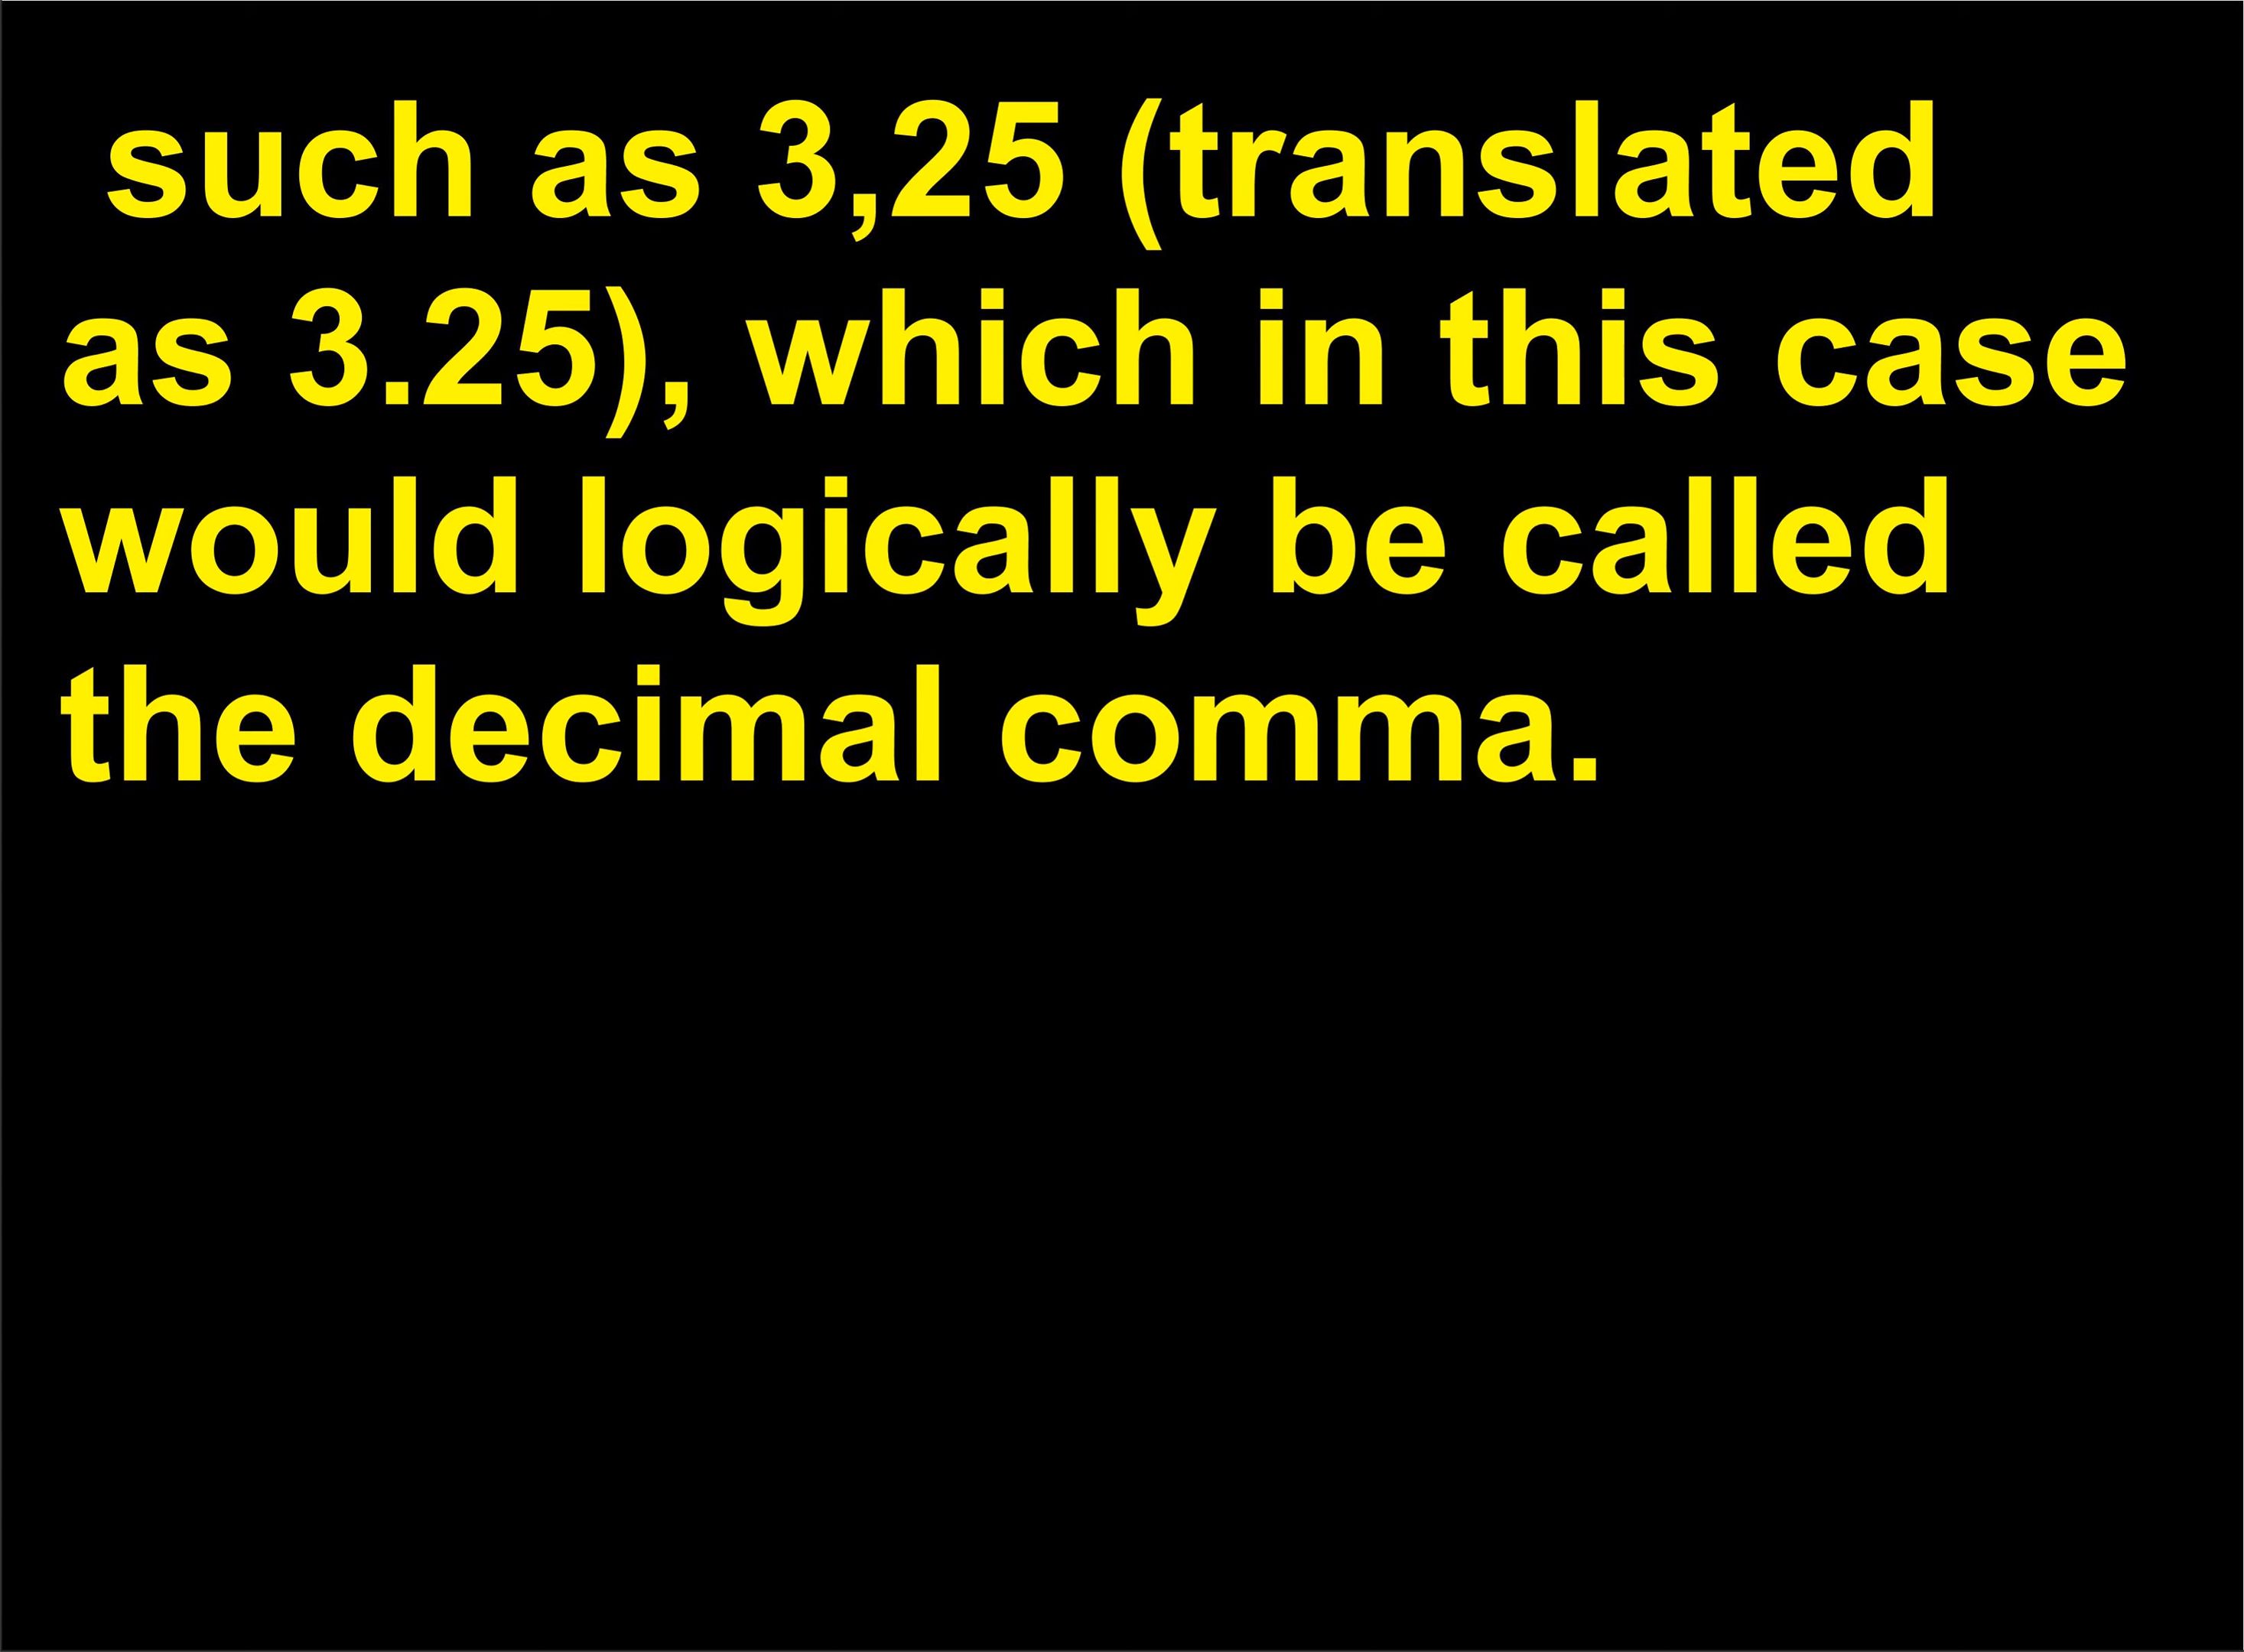 such as 3,25 (translated
as 3.25), which in this case
would logically be called
the decimal comma.